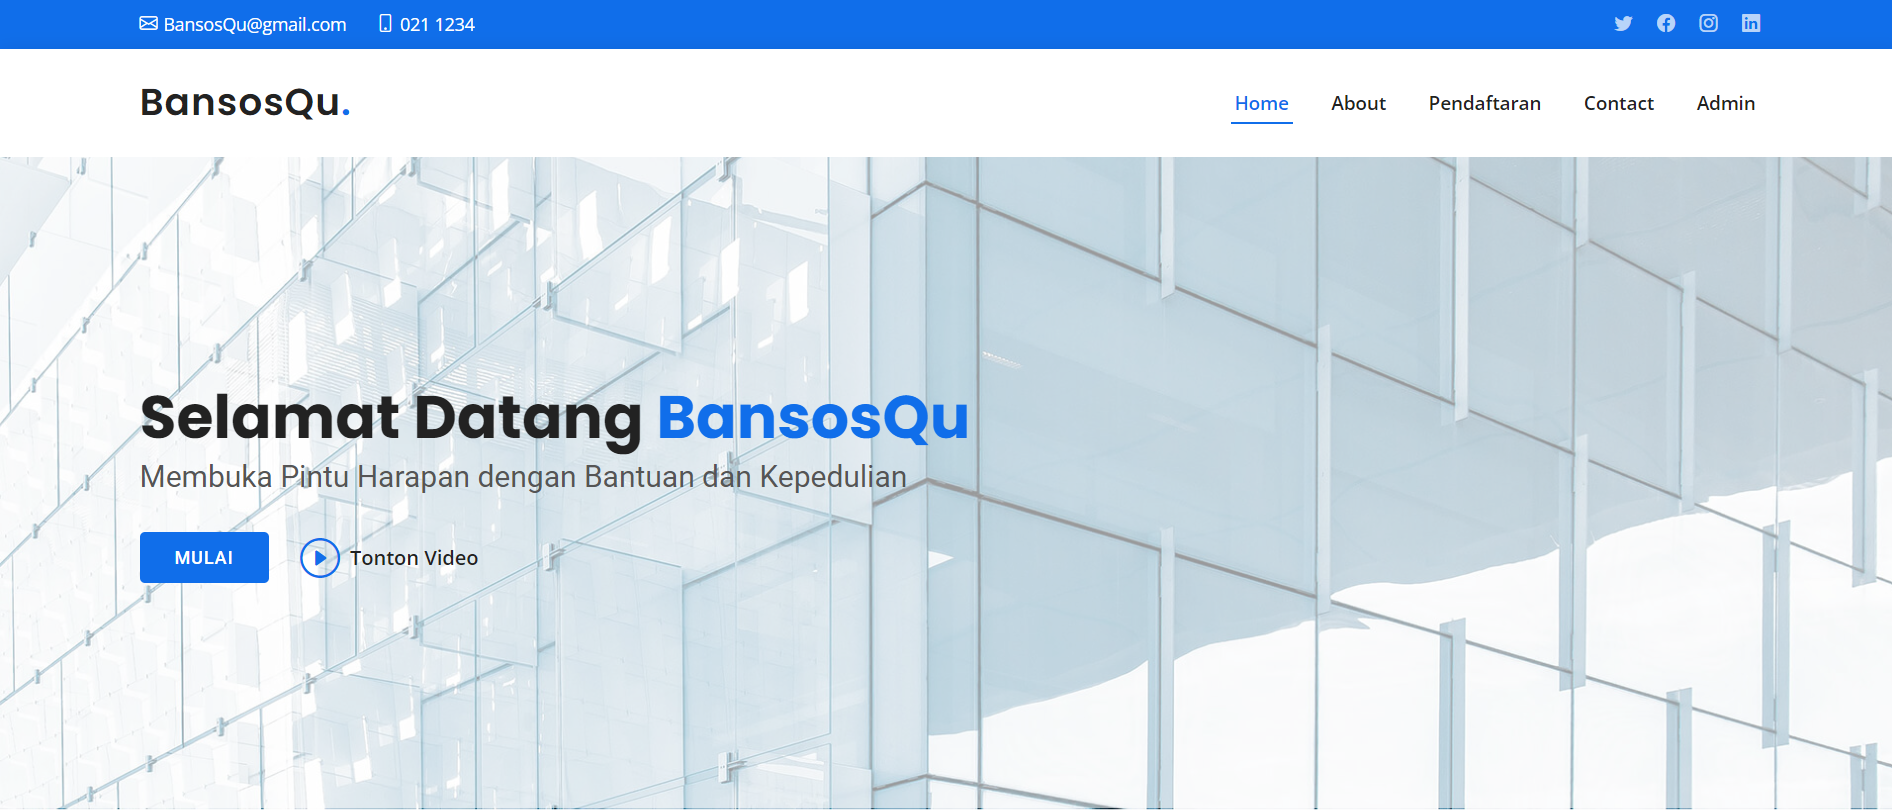 BansosQu@gmail.com 021 1234
BansosQu.
Home About Pendaftaran Contact Admin
Selamat Datang BansosQu
Membuka Pintu Harapan dengan Bantuan dan Kepedulian
MULAI Tonton Video